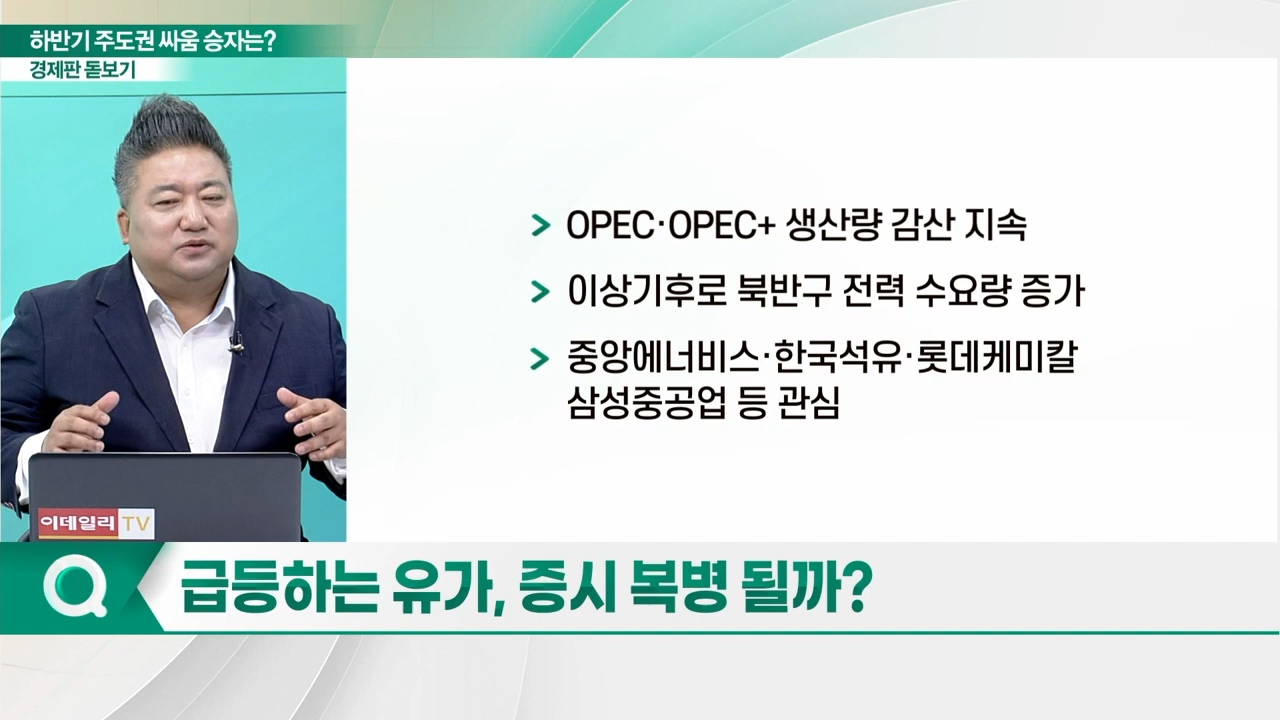 하반기 주도권 싸움 승자는?
경제판 돋보기
> OPEC·OPEC+ 생산량 감산 지속
> 이상기후로 북반구 전력 수요량 증가
> 중앙에너비스·한국석유·롯데케미칼
삼성중공업 등 관심
이데일리TV
Q 급등하는 유가, 증시 복병 될까?